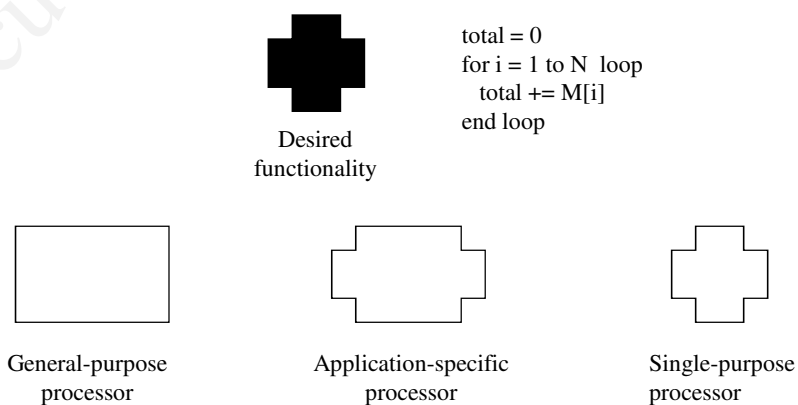 total = 0
for i = 1 to N loop
total += M[i]
end loop
Desired
functionality
General-purpose
processor
Application-specific
processor
Single-purpose
processor